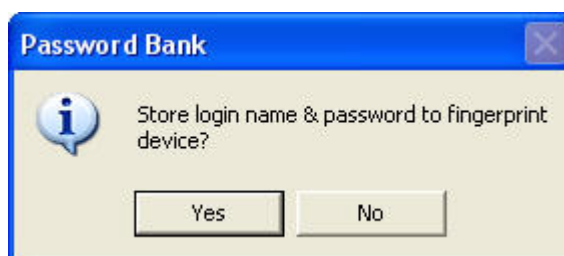 Password Bank
Store login name & password to fingerprint
device?
Yes
No